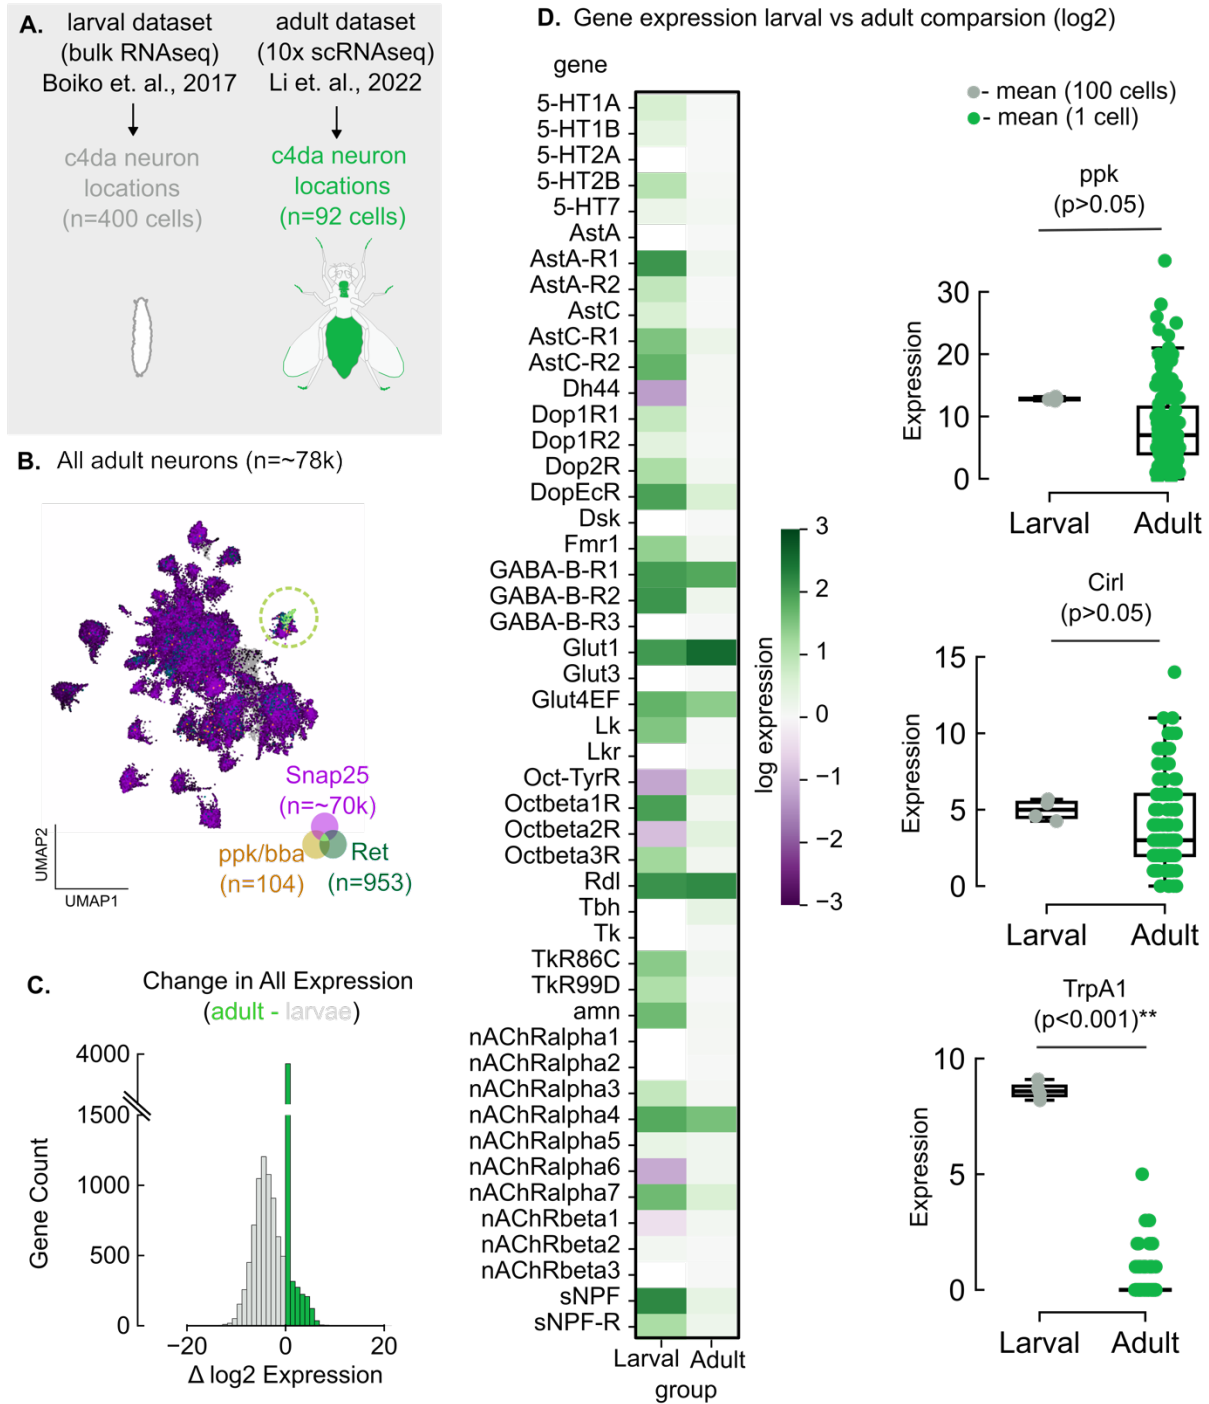 A.
larval dataset
(bulk RNAseq)
Boiko et. al., 2017
adult dataset
(10x scRNAseq)
Li et. al., 2022
c4da neuron
locations
(n=400 cells)
c4da neuron
locations
(n=92 cells)
B. All adult neurons (n=~78k)
Snap25
(n=~70k)
ppk/bba
(n=104)
Ret
(n=953)
UMAP2
UMAP1
C.
Change in All Expression
(adult - larvae)
Gene Count
4000
1500
1000
500
0
−20
0
20
Δ log2 Expression
D. Gene expression larval vs adult comparsion (log2)
gene
5-HT1A
5-HT1B
5-HT2A
5-HT2B
5-HT7
AstA
AstA-R1
AstA-R2
AstC
AstC-R1
AstC-R2
Dh44
Dop1R1
Dop1R2
Dop2R
DopEcR
Dsk
Fmr1
GABA-B-R1
GABA-B-R2
GABA-B-R3
Glut1
Glut3
Glut4EF
Lk
Lkr
Oct-TyrR
Octbeta1R
Octbeta2R
Octbeta3R
Rdl
Tbh
Tk
TkR86C
TkR99D
amn
nAChRalpha1
nAChRalpha2
nAChRalpha3
nAChRalpha4
nAChRalpha5
nAChRalpha6
nAChRalpha7
nAChRbeta1
nAChRbeta2
nAChRbeta3
sNPF
sNPF-R
Larval
Adult
group
log expression
3
2
1
0
−1
−2
−3
- mean (100 cells)
- mean (1 cell)
ppk
(p>0.05)
Expression
30
20
10
0
Larval
Adult
Cirl
(p>0.05)
Expression
15
10
5
0
Larval
Adult
TrpA1
(p<0.001)**
Expression
10
5
0
Larval
Adult